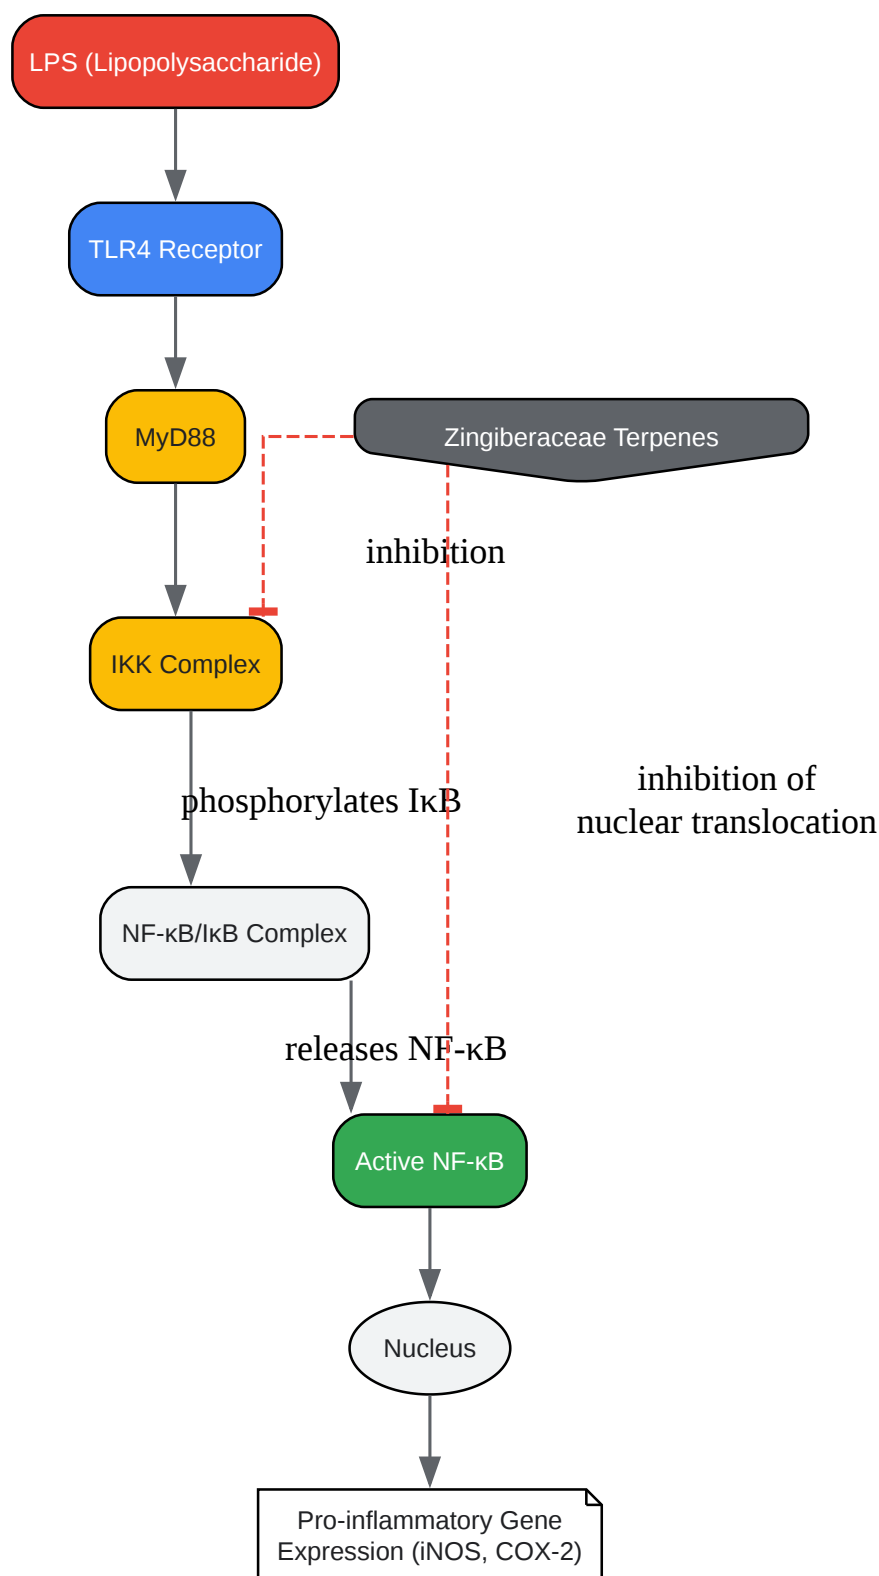 LPS (Lipopolysaccharide)
TLR4 Receptor
MyD88
Zingiberaceae Terpenes
inhibition
IKK Complex
phosphorylates IκB
inhibition of
nuclear translocation
NF-κB/IκB Complex
releases NF-κB
Active NF-κB
Nucleus
Pro-inflammatory Gene
Expression (iNOS, COX-2)